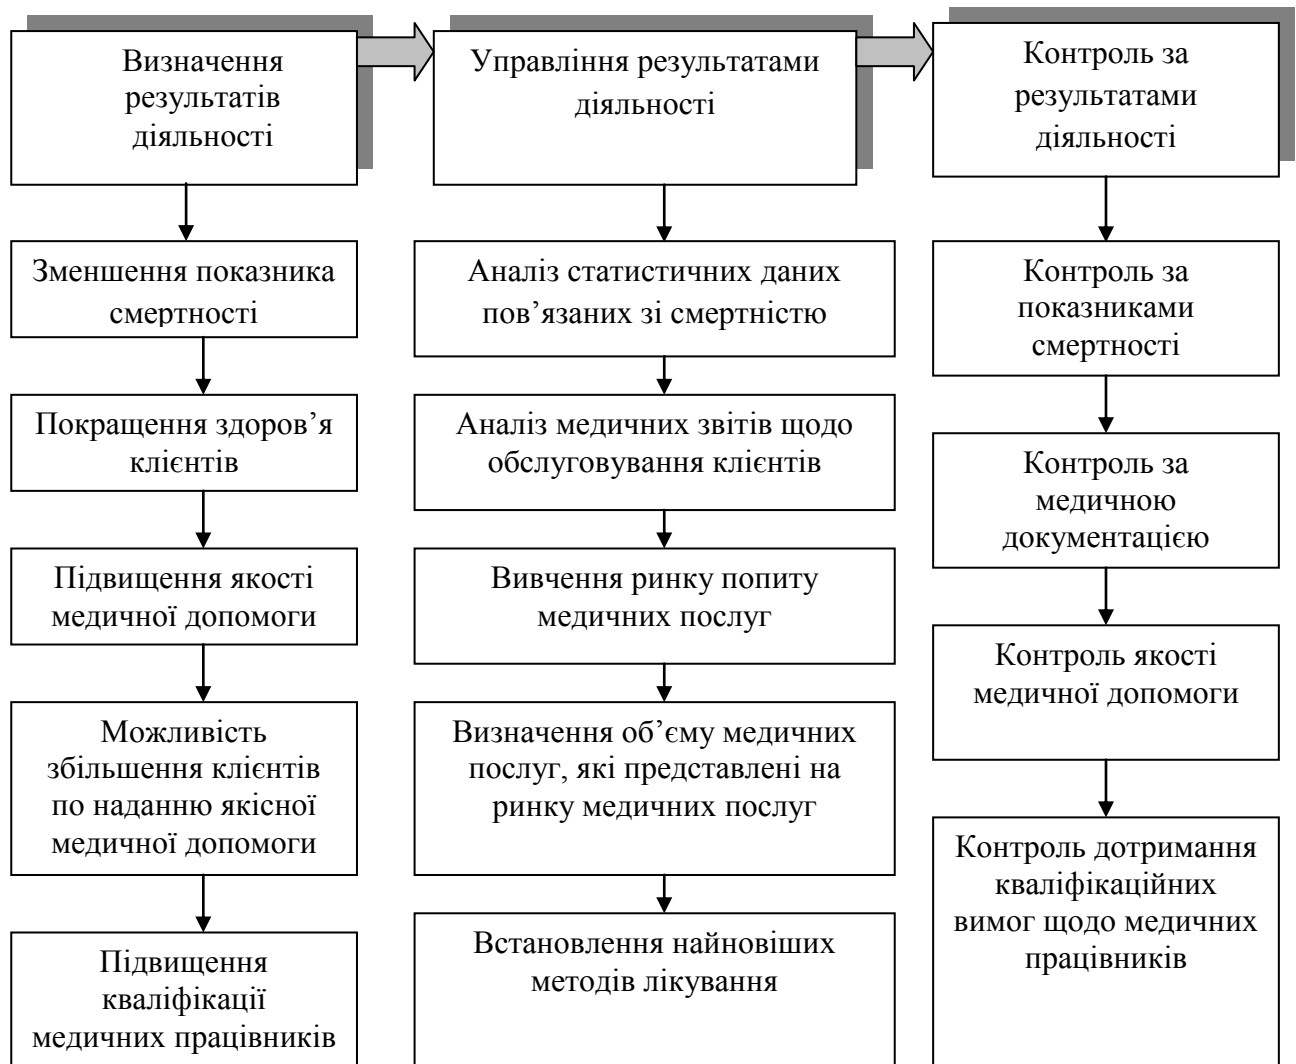 Визначення
результатів
діяльності
Зменшення показника
смертності
Покращення здоров’я
клієнтів
Підвищення якості
медичної допомоги
Можливість
збільшення клієнтів
по наданню якісної
медичної допомоги
Підвищення
кваліфікації
медичних працівників
Управління результатами
діяльності
Аналіз статистичних даних
пов’язаних зі смертністю
Аналіз медичних звітів щодо
обслуговування клієнтів
Вивчення ринку попиту
медичних послуг
Визначення об’єму медичних
послуг, які представлені на
ринку медичних послуг
Встановлення найновіших
методів лікування
Контроль за
результатами
діяльності
Контроль за
показниками
смертності
Контроль за
медичною
документацією
Контроль якості
медичної допомоги
Контроль дотримання
кваліфікаційних
вимог щодо медичних
працівників